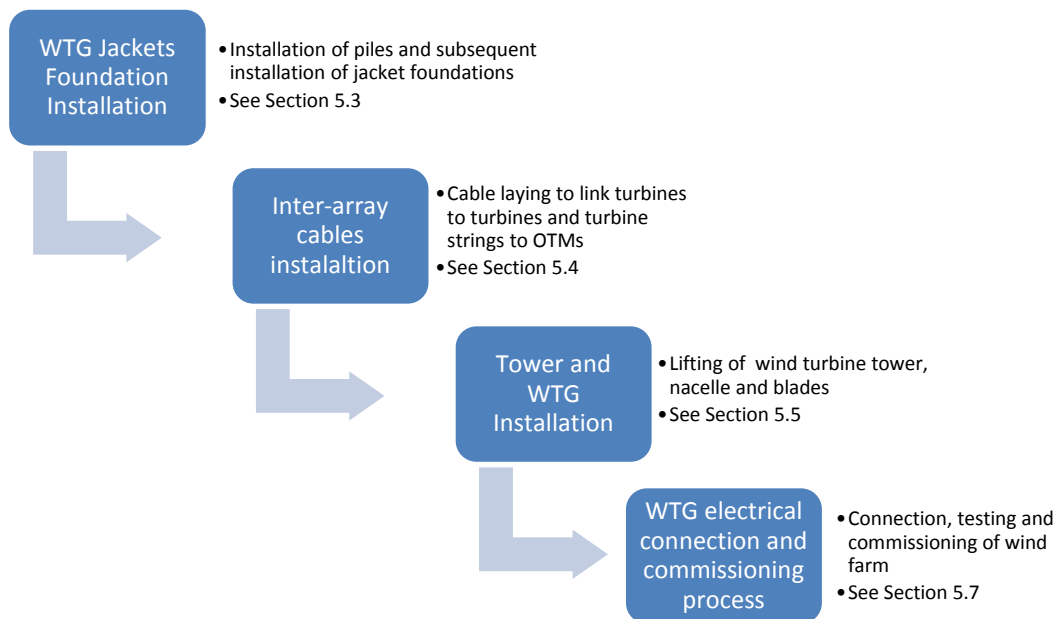 WTG Jackets
Foundation
Installation
•Installation of piles and subsequent
installation of jacket foundations
•See Section 5.3
Inter-array
cables
instalaltion
•Cable laying to link turbines
to turbines and turbine
strings to OTMs
•See Section 5.4
Tower and
WTG
Installation
•Lifting of wind turbine tower,
nacelle and blades
•See Section 5.5
WTG electrical
connection and
commissioning
process
•Connection, testing and
commissioning of wind
farm
•See Section 5.7